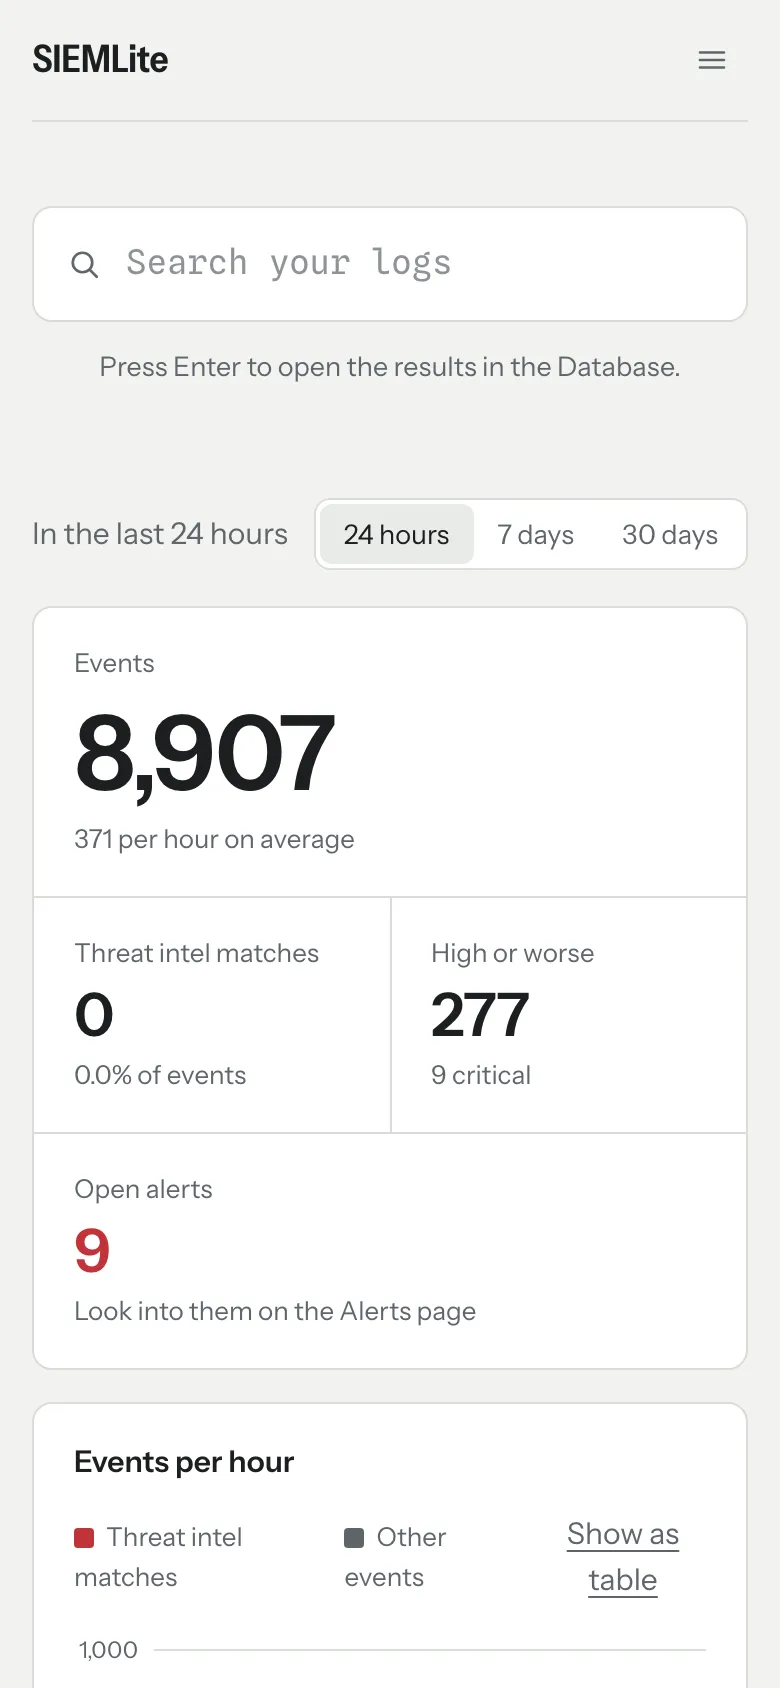 SIEMLite
Search your logs
Press Enter to open the results in the Database.
In the last 24 hours
24 hours
7 days
30 days
Events
8,907
371 per hour on average
Threat intel matches
0
0.0% of events
High or worse
277
9 critical
Open alerts
9
Look into them on the Alerts page
Events per hour
Threat intel
matches
Other
events
Show as
table
1,000